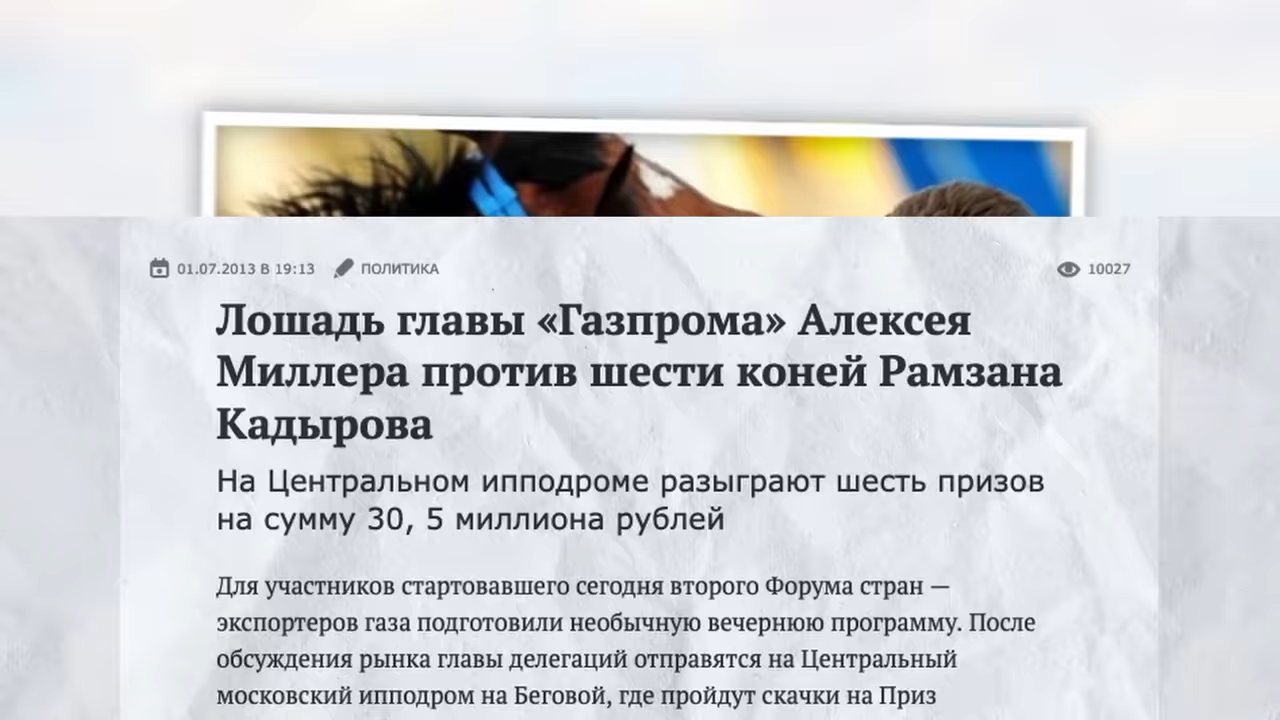 01.07.2013 В 19:13 ПОЛИТИКА 10027
Лошадь главы «Газпрома» Алексея
Миллера против шести коней Рамзана
Кадырова
На Центральном ипподроме разыграют шесть призов
на сумму 30, 5 миллиона рублей
Для участников стартовавшего сегодня второго Форума стран —
экспортеров газа подготовили необычную вечернюю программу. После
обсуждения рынка главы делегаций отправятся на Центральный
московский ипподром на Беговой, где пройдут скачки на Приз